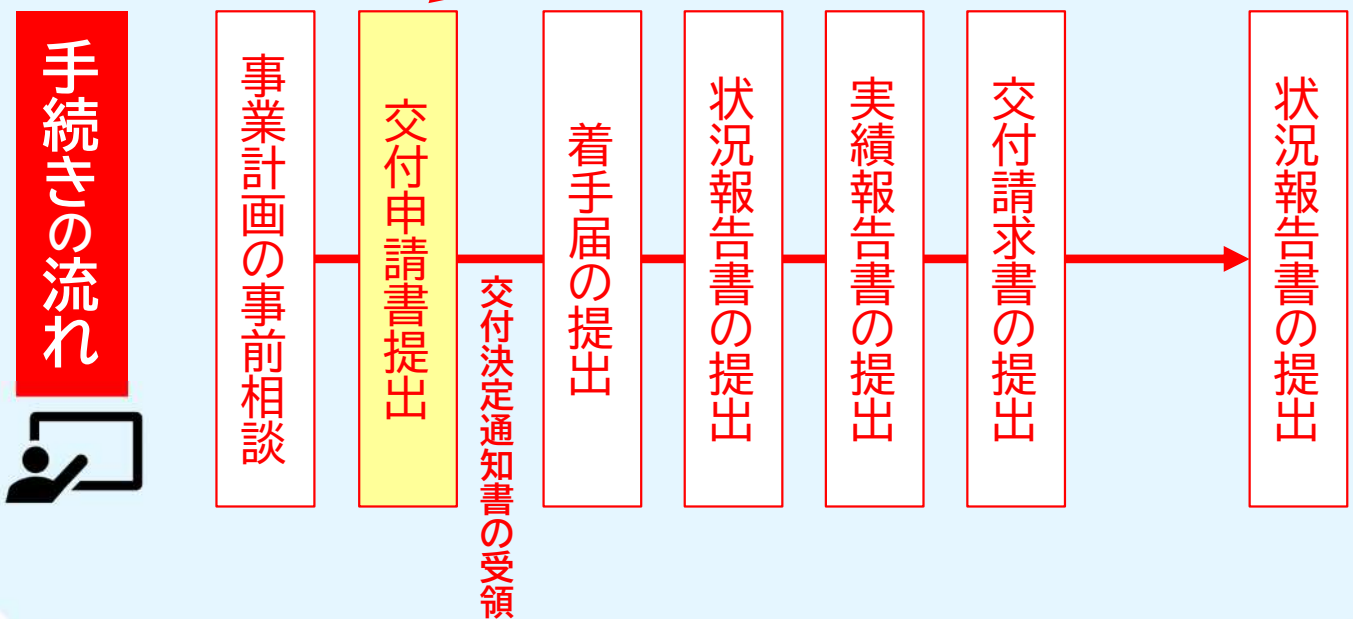 手続きの流れ
事業計画の事前相談
交付申請書提出
交付決定通知書の受領
着手届の提出
状況報告書の提出
実績報告書の提出
交付請求書の提出
状況報告書の提出